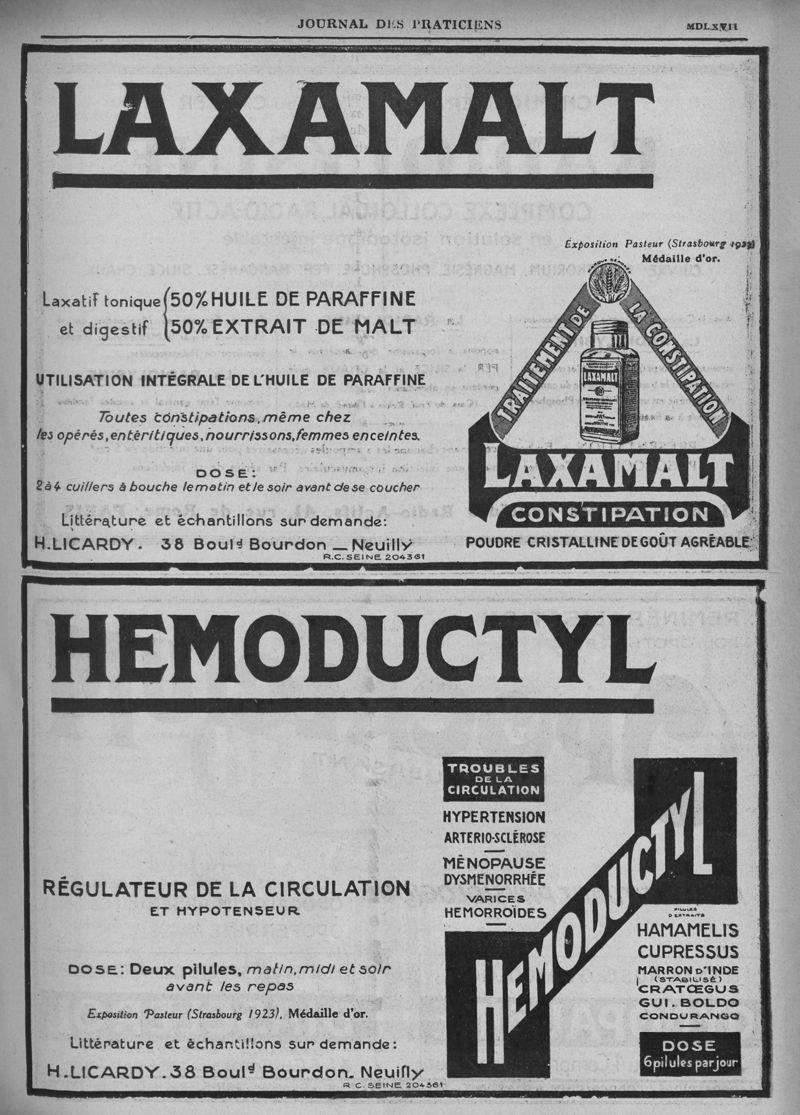 JOURNAL DES PRATICIENS
LAXAMALT
Exposition Pasteur (Strasbourg 1923)
Médaille d'or.
Laxatif tonique
et digestif
50% HUILE DE PARAFFINE
50% EXTRAIT DE MALT
UTILISATION INTÉGRALE DE L'HUILE DE PARAFFINE
Toutes constipations, même chez
les opérés, entéritiques, nourrissons, femmes enceintes.
DOSE:
2 à 4 cuillers à bouche le matin et le soir avant de se coucher
Littérature et échantillons sur demande:
H. LICARDY. 38 Boulᵈ Bourdon _ Neuilly
R.C. SEINE 204361
TRAITEMENT DE
LA CONSTIPATION
LAXAMALT
LAXAMALT
CONSTIPATION
POUDRE CRISTALLINE DE GOÛT AGRÉABLE
HEMODUCTYL
RÉGULATEUR DE LA CIRCULATION
ET HYPOTENSEUR
DOSE: Deux pilules, matin, midi et soir
avant les repas
Exposition Pasteur (Strasbourg 1923), Médaille d'or.
Littérature et échantillons sur demande:
H. LICARDY. 38 Boulᵈ Bourdon. Neuilly
R C. SEINE 204361
TROUBLES
DE LA
CIRCULATION
HYPERTENSION
ARTERIO-SCLÉROSE
MÉNOPAUSE
DYSMENORRHÉE
VARICES
HEMORROÏDES
HEMODUCTYL
PILULES
D'EXTRAITS
HAMAMELIS
CUPRESSUS
MARRON D'INDE
(STABILISÉ)
CRATŒGUS
GUI. BOLDO
CONDURANGO
DOSE
6 pilules par jour